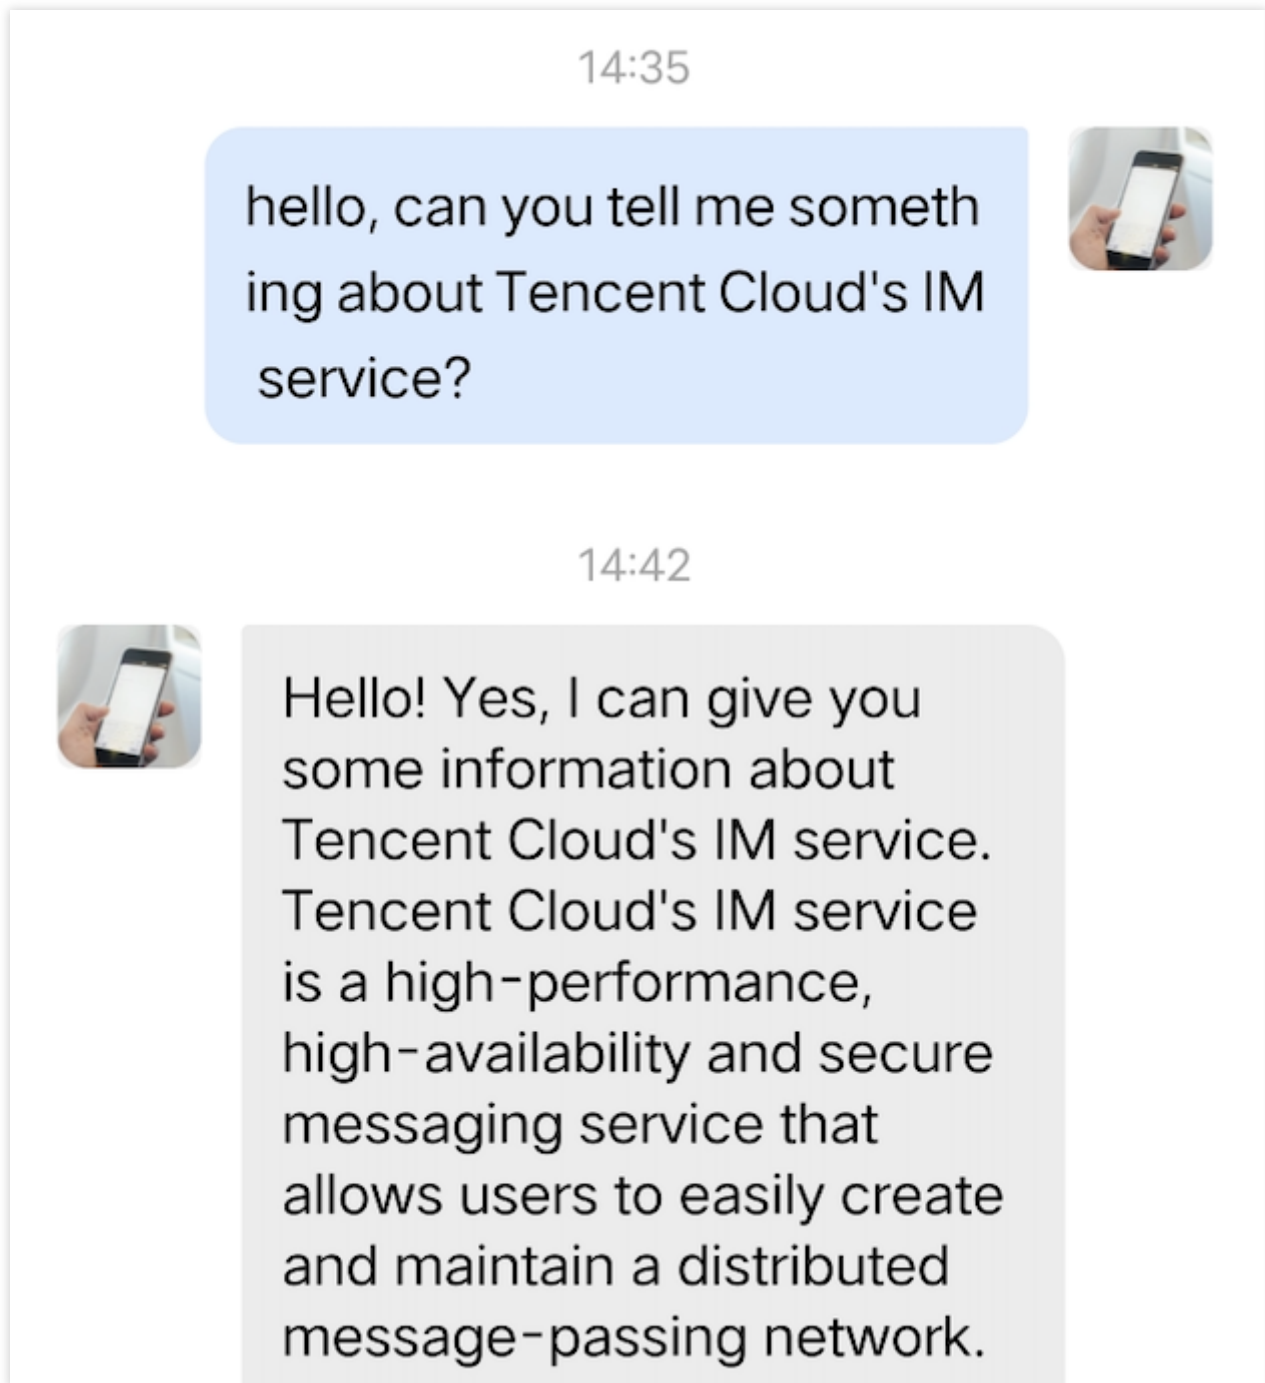 14:35
hello, can you tell me someth
ing about Tencent Cloud's IM
service?
14:42
Hello! Yes, I can give you
some information about
Tencent Cloud's IM service.
Tencent Cloud's IM service
is a high-performance,
high-availability and secure
messaging service that
allows users to easily create
and maintain a distributed
message-passing network.